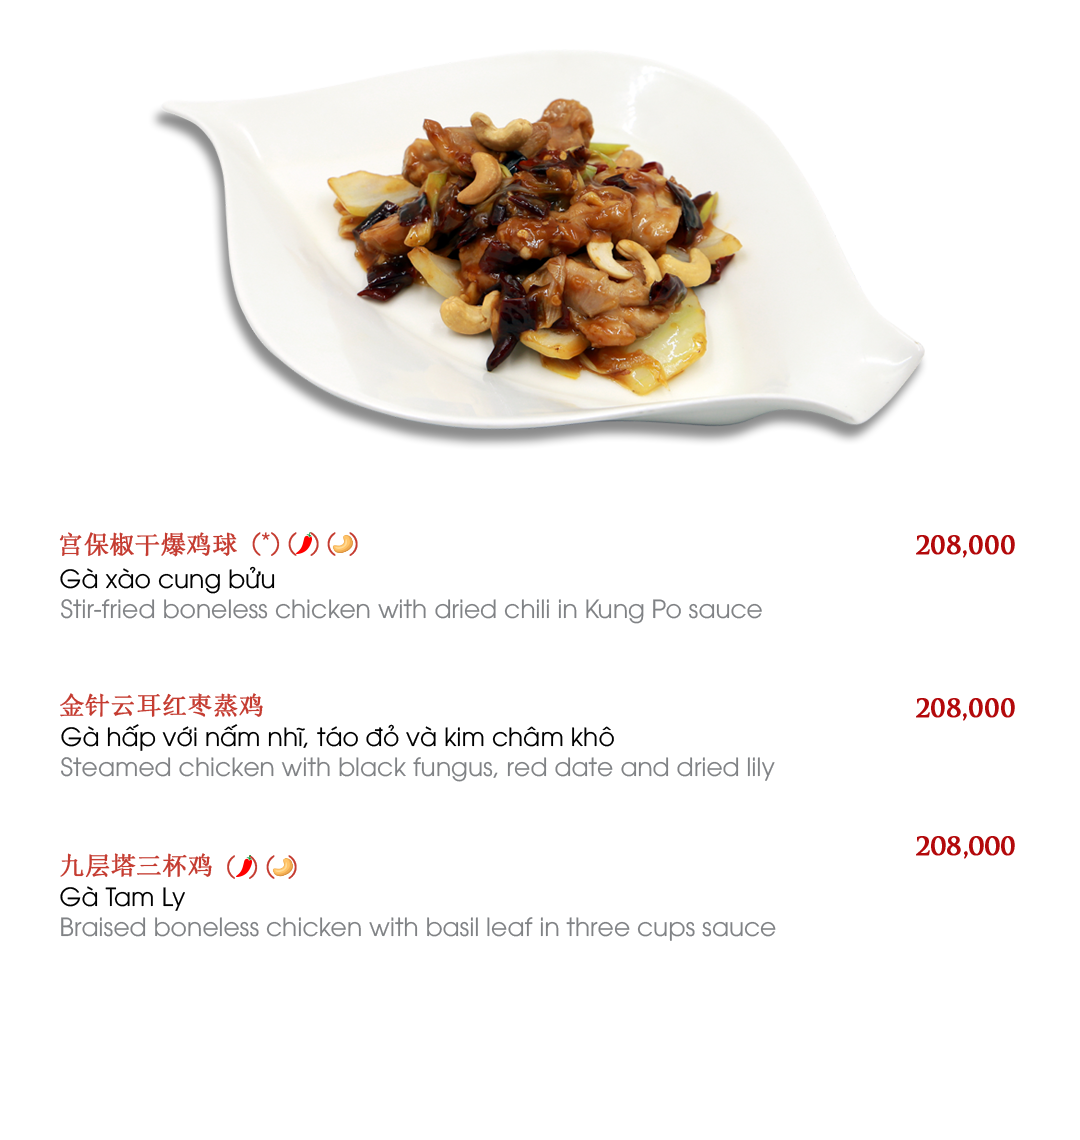 宫保椒干爆鸡球 (*) 208,000
Gà xào cung bửu
Stir-fried boneless chicken with dried chili in Kung Po sauce
金针云耳红枣蒸鸡 208,000
Gà hấp với nấm nhĩ, táo đỏ và kim châm khô
Steamed chicken with black fungus, red date and dried lily
九层塔三杯鸡 208,000
Gà Tam Ly
Braised boneless chicken with basil leaf in three cups sauce